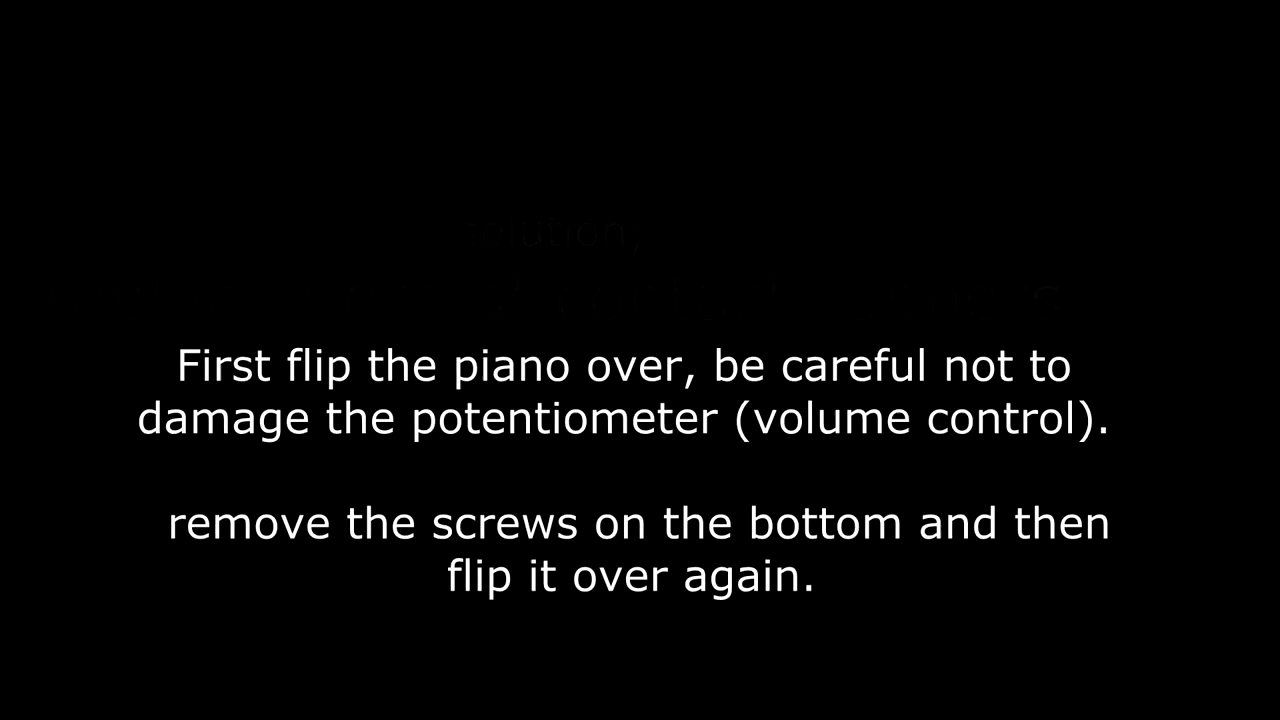 First flip the piano over, be careful not to
damage the potentiometer (volume control).
remove the screws on the bottom and then
flip it over again.